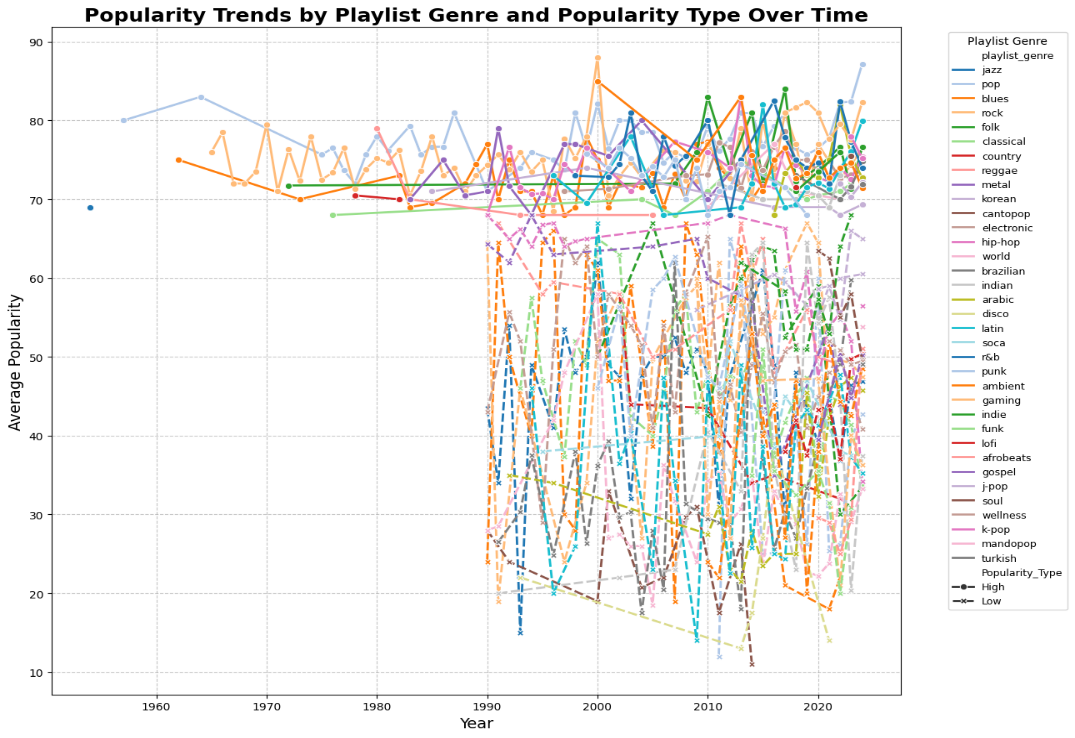 Popularity Trends by Playlist Genre and Popularity Type Over Time
90
80
70
60
50
40
30
20
10
Average Popularity
1960
1970
1980
1990
2000
2010
2020
Year
Playlist Genre
playlist_genre
jazz
pop
blues
rock
folk
classical
country
reggae
metal
korean
cantopop
electronic
hip-hop
world
brazilian
indian
arabic
disco
latin
soca
r&b
punk
ambient
gaming
indie
funk
lofi
afrobeats
gospel
j-pop
soul
wellness
k-pop
mandopop
turkish
Popularity_Type
High
Low